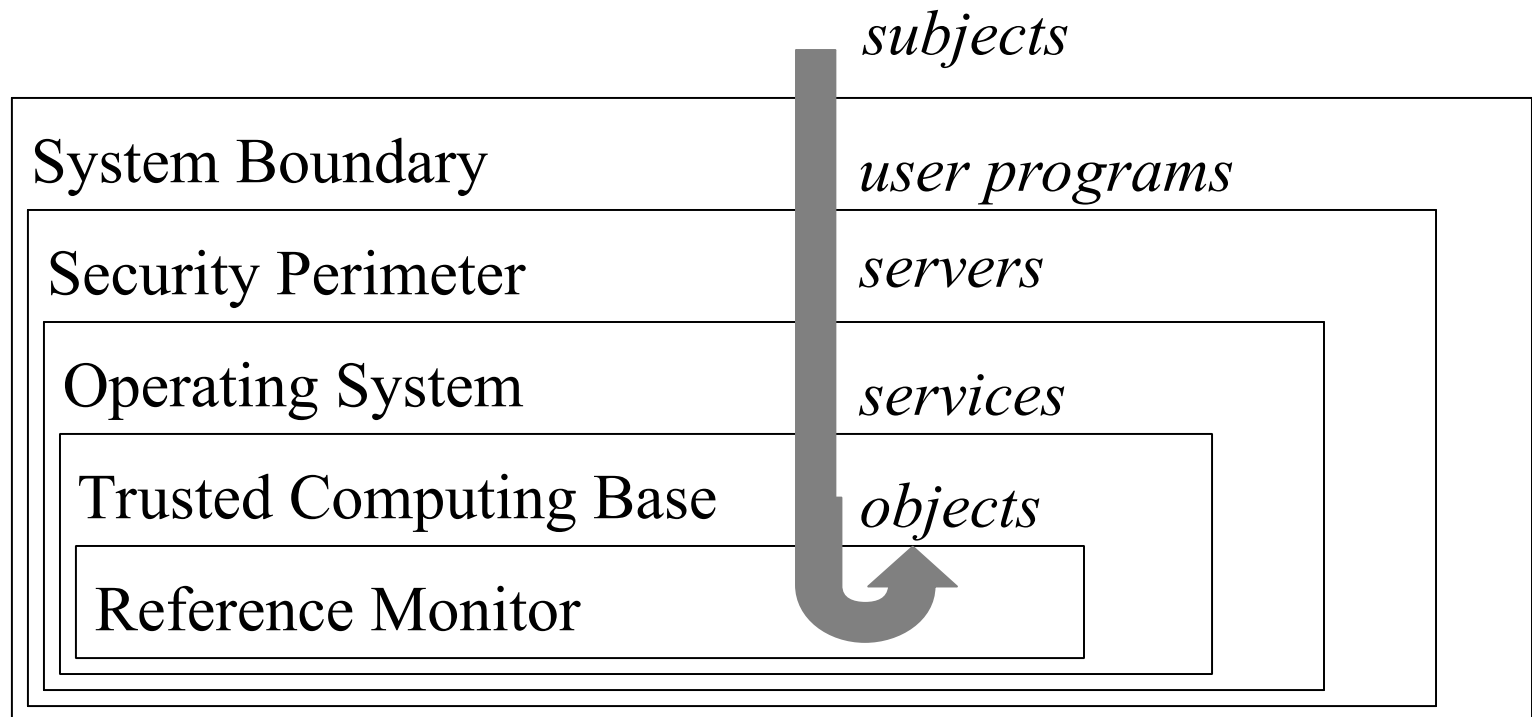 subjects
System Boundary
user programs
Security Perimeter
servers
Operating System
services
Trusted Computing Base
objects
Reference Monitor